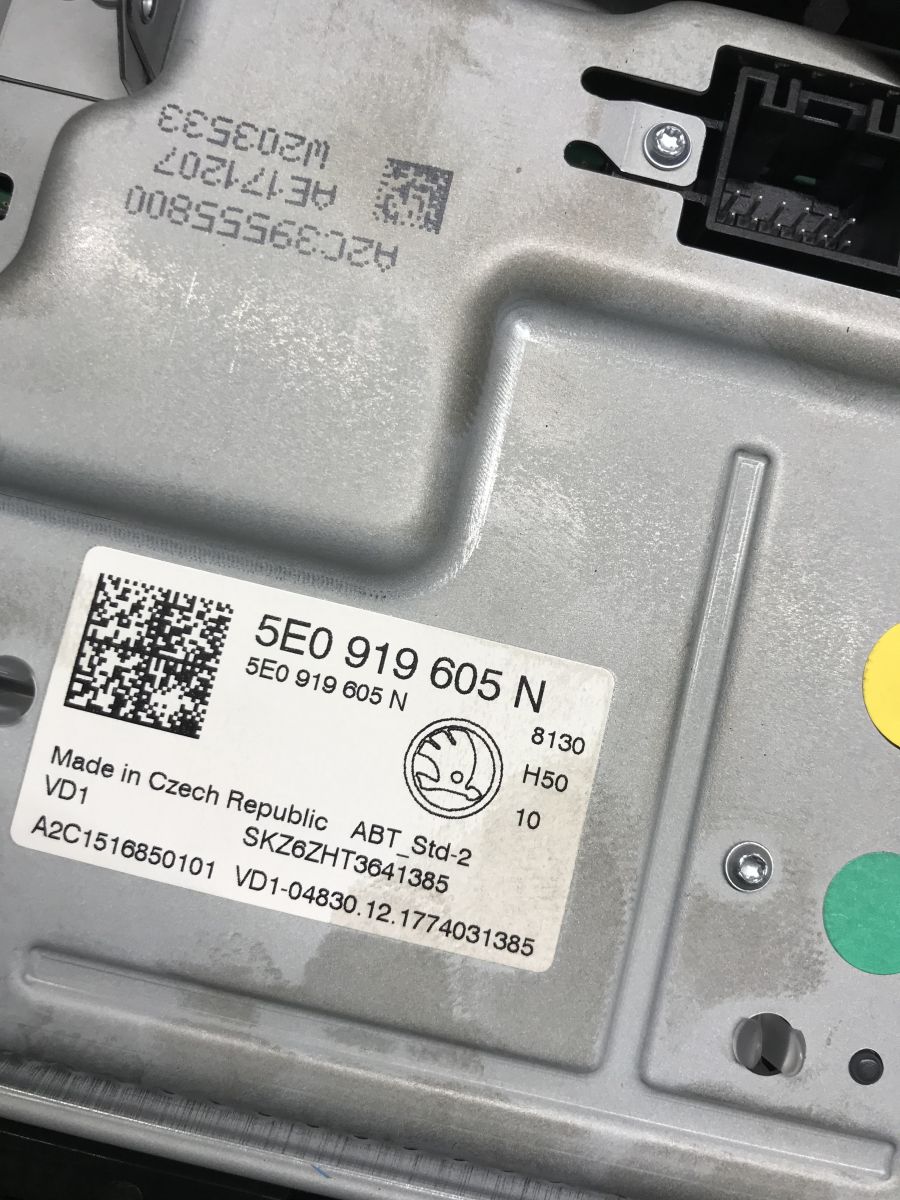 A2C39555800
AE171207
W203533
5E0 919 605 N
5E0 919 605 N
8130
H50
10
Made in Czech Republic ABT_Std-2
VD1 SKZ6ZHT3641385
A2C1516850101 VD1-04830.12.1774031385